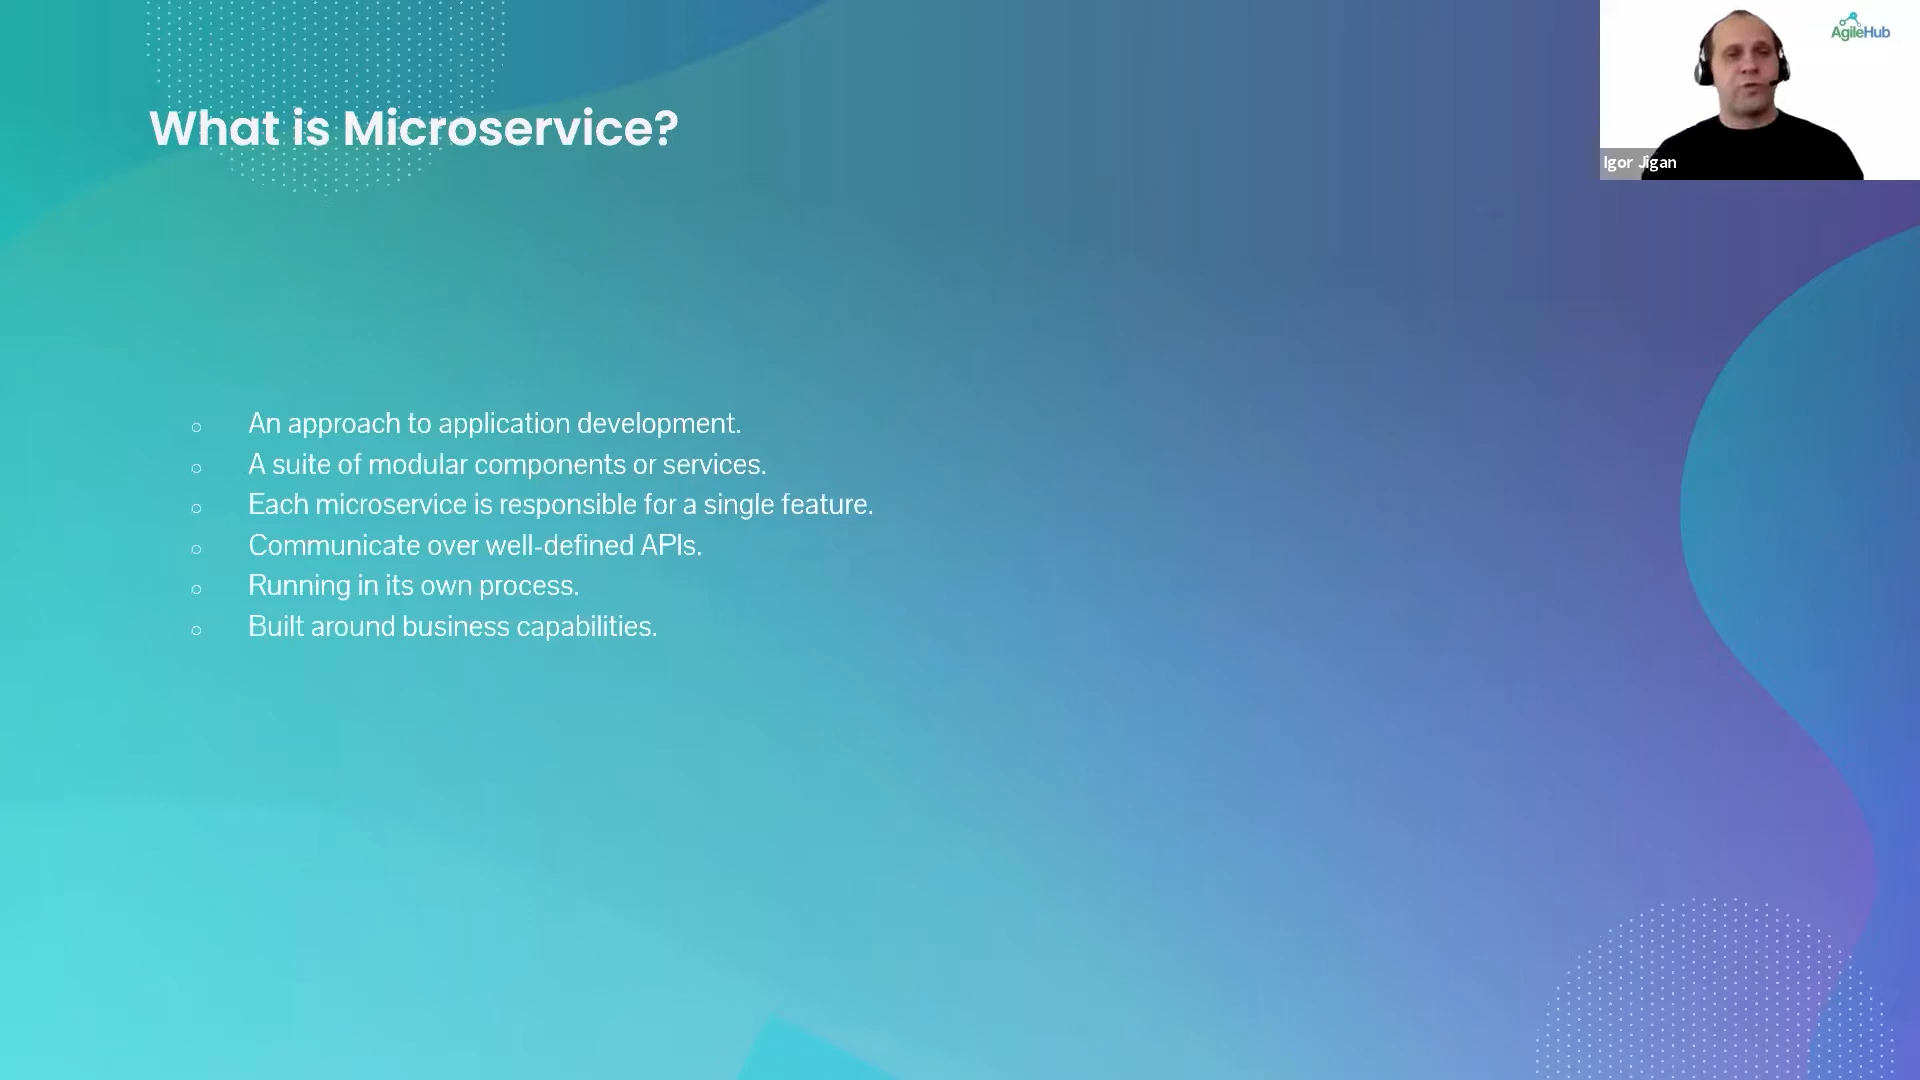 What is Microservice?
AgileHub
Igor Jigan
An approach to application development.
A suite of modular components or services.
Each microservice is responsible for a single feature.
Communicate over well-defined APIs.
Running in its own process.
Built around business capabilities.